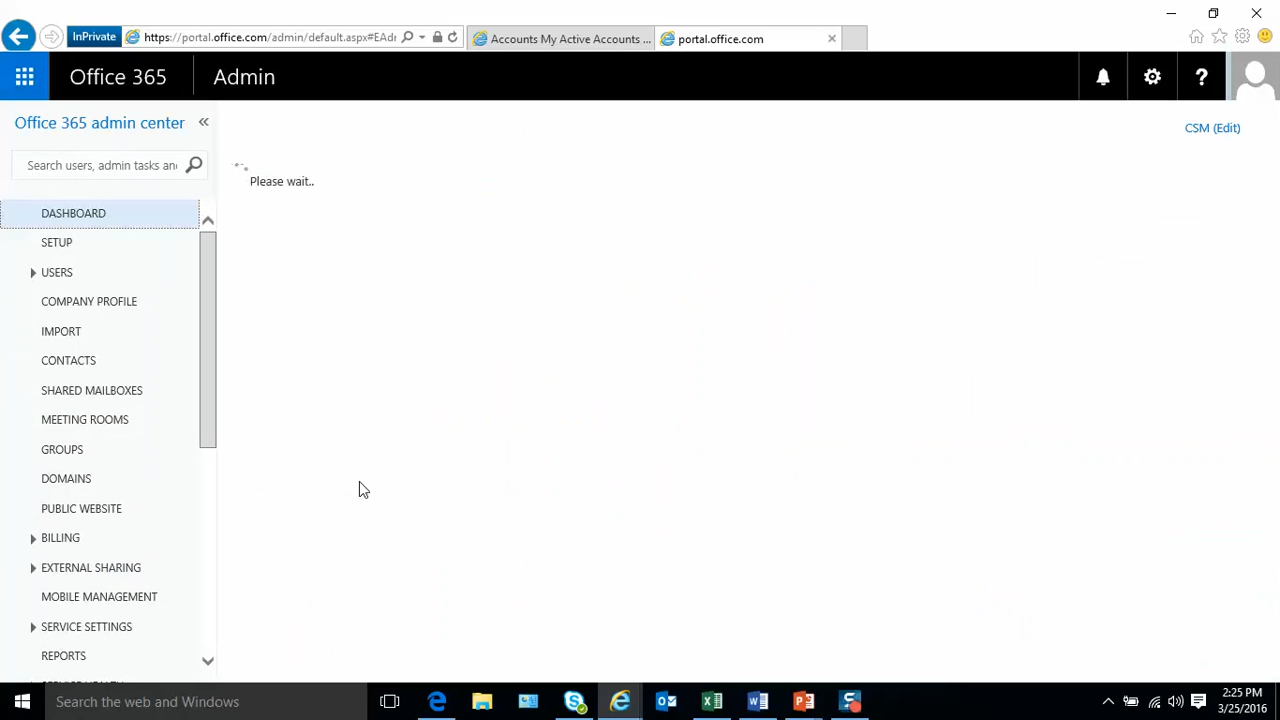 InPrivate
https://portal.office.com/admin/default.aspx#EAdm
Accounts My Active Accounts ...
portal.office.com
Office 365
Admin
Office 365 admin center
«
CSM (Edit)
Search users, admin tasks and
Please wait..
DASHBOARD
SETUP
USERS
COMPANY PROFILE
IMPORT
CONTACTS
SHARED MAILBOXES
MEETING ROOMS
GROUPS
DOMAINS
PUBLIC WEBSITE
BILLING
EXTERNAL SHARING
MOBILE MANAGEMENT
SERVICE SETTINGS
REPORTS
Search the web and Windows
2:25 PM
3/25/2016